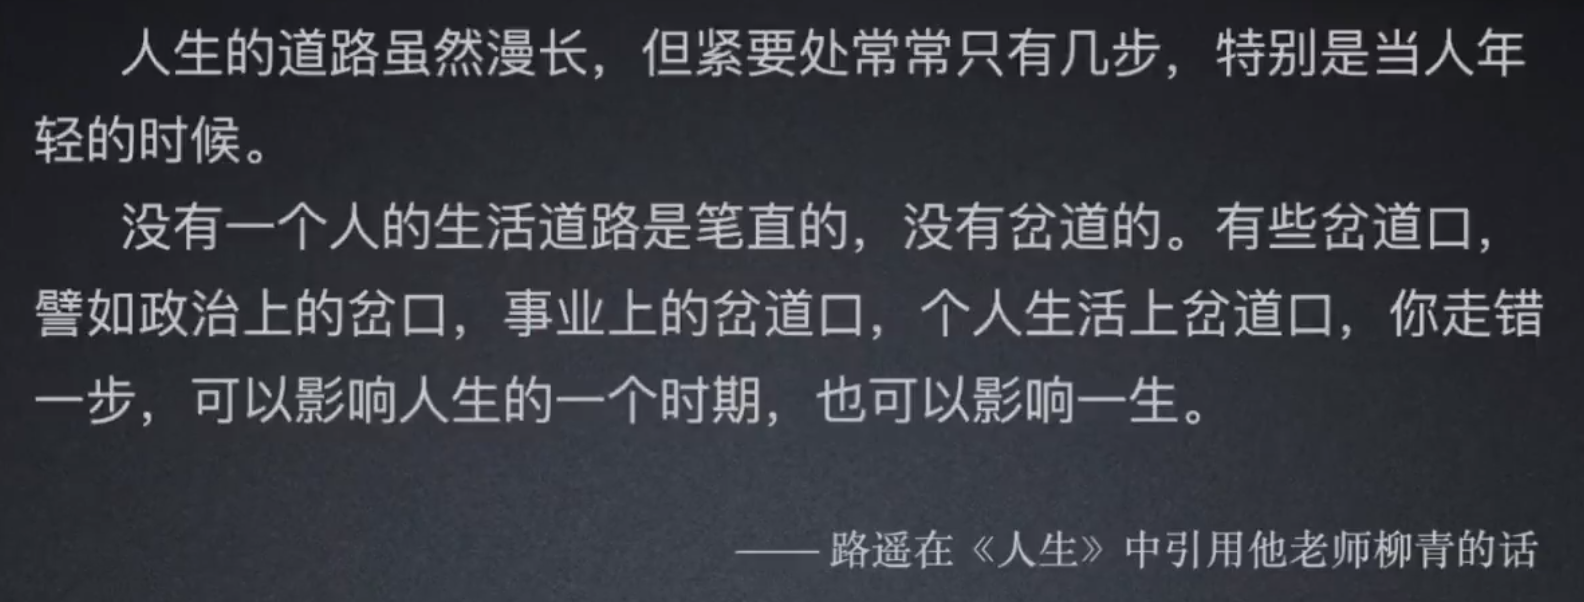 人生的道路虽然漫长，但紧要处常常只有几步，特别是当人年
轻的时候。
没有一个人的生活道路是笔直的，没有岔道的。有些岔道口，
譬如政治上的岔口，事业上的岔道口，个人生活上岔道口，你走错
一步，可以影响人生的一个时期，也可以影响一生。
——路遥在《人生》中引用他老师柳青的话